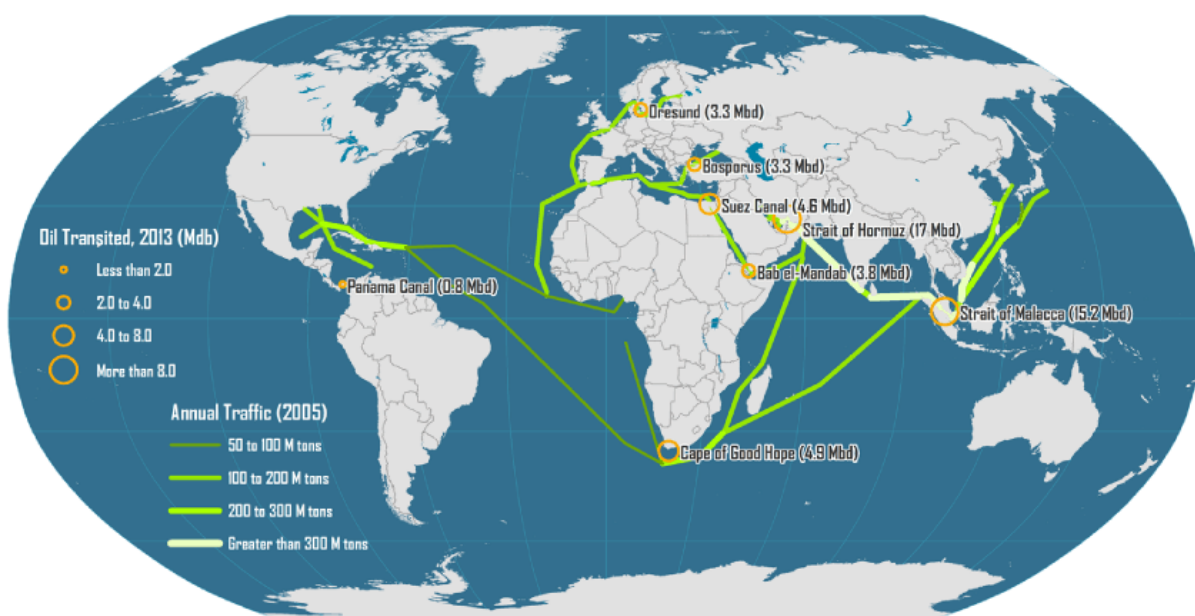 Oresund (3.3 Mbd)
Bosporus (3.3 Mbd)
Suez Canal (4.6 Mbd)
Strait of Hormuz (17 Mbd)
Bab el-Mandab (3.8 Mbd)
Panama Canal (0.8 Mbd)
Strait of Malacca (15.2 Mbd)
Cape of Good Hope (4.9 Mbd)
Oil Transited, 2013 (Mdb)
Less than 2.0
2.0 to 4.0
4.0 to 8.0
More than 8.0
Annual Traffic (2005)
50 to 100 M tons
100 to 200 M tons
200 to 300 M tons
Greater than 300 M tons